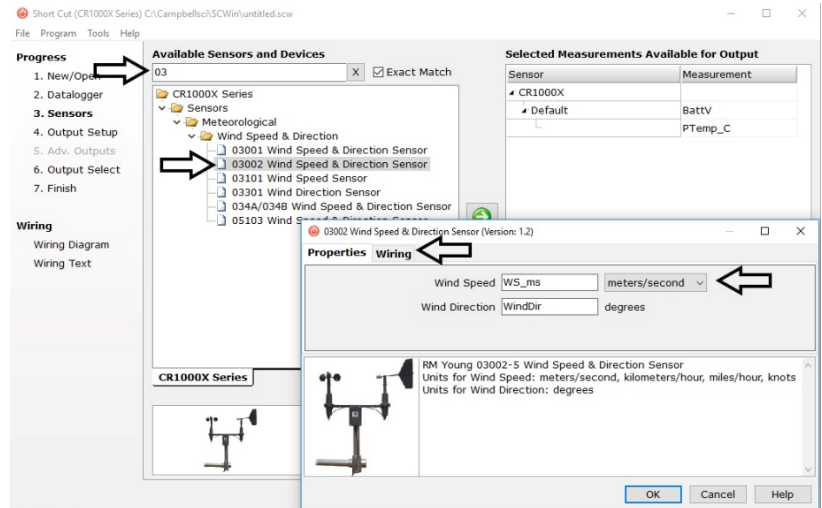 Short Cut (CR1000X Series) C:\Campbellsci\SCWin\untitled.scw
File Program Tools Help
Progress
1. New/Open
2. Datalogger
3. Sensors
4. Output Setup
5. Adv. Outputs
6. Output Select
7. Finish
Wiring
Wiring Diagram
Wiring Text
Available Sensors and Devices
03 X Exact Match
CR1000X Series
Sensors
Meteorological
Wind Speed & Direction
03001 Wind Speed & Direction Sensor
03002 Wind Speed & Direction Sensor
03101 Wind Speed Sensor
03301 Wind Direction Sensor
034A/034B Wind Speed & Direction Sensor
05103 Wind Speed & Direction Sensor
CR1000X Series
Selected Measurements Available for Output
Sensor Measurement
CR1000X
Default BattV
PTemp_C
03002 Wind Speed & Direction Sensor (Version: 1.2)
Properties Wiring
Wind Speed WS_ms meters/second
Wind Direction WindDir degrees
RM Young 03002-5 Wind Speed & Direction Sensor
Units for Wind Speed: meters/second, kilometers/hour, miles/hour, knots
Units for Wind Direction: degrees
OK Cancel Help